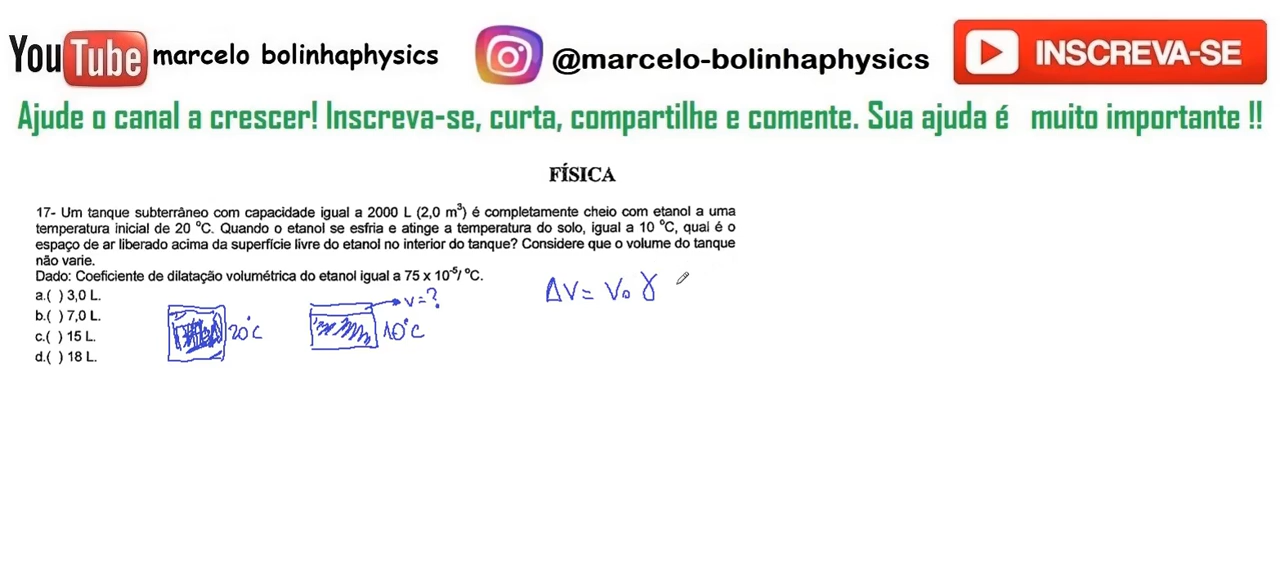 YouTube marcelo bolinhaphysics @marcelo-bolinhaphysics INSCREVA-SE
Ajude o canal a crescer! Inscreva-se, curta, compartilhe e comente. Sua ajuda é muito importante !!
FÍSICA
17- Um tanque subterrâneo com capacidade igual a 2000 L (2,0 m³) é completamente cheio com etanol a uma
temperatura inicial de 20 ºC. Quando o etanol se esfria e atinge a temperatura do solo, igual a 10 ºC, qual é o
espaço de ar liberado acima da superfície livre do etanol no interior do tanque? Considere que o volume do tanque
não varie.
Dado: Coeficiente de dilatação volumétrica do etanol igual a 75 x 10⁻⁵/ ºC.
a.( ) 3,0 L.
b.( ) 7,0 L.
c.( ) 15 L.
d.( ) 18 L.
20°C
V=?
10°C
ΔV= V₀ γ